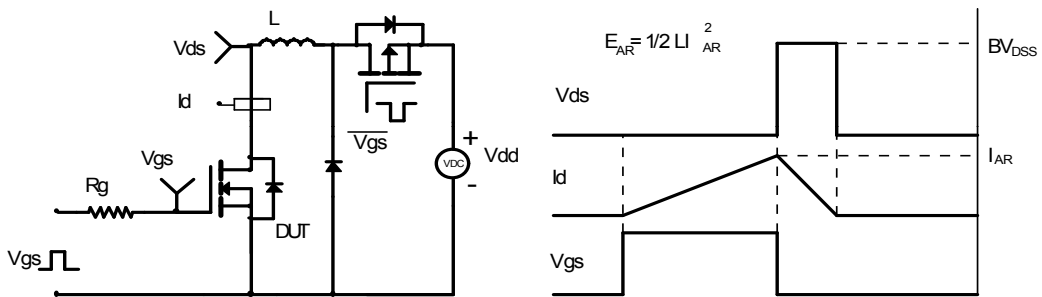 L
Vds
Id
Vgs
Rg
DUT
Vgs
Vgs
VDC
+
Vdd
-
E_AR= 1/2 LI²_AR
BV_DSS
Vds
I_AR
Id
Vgs